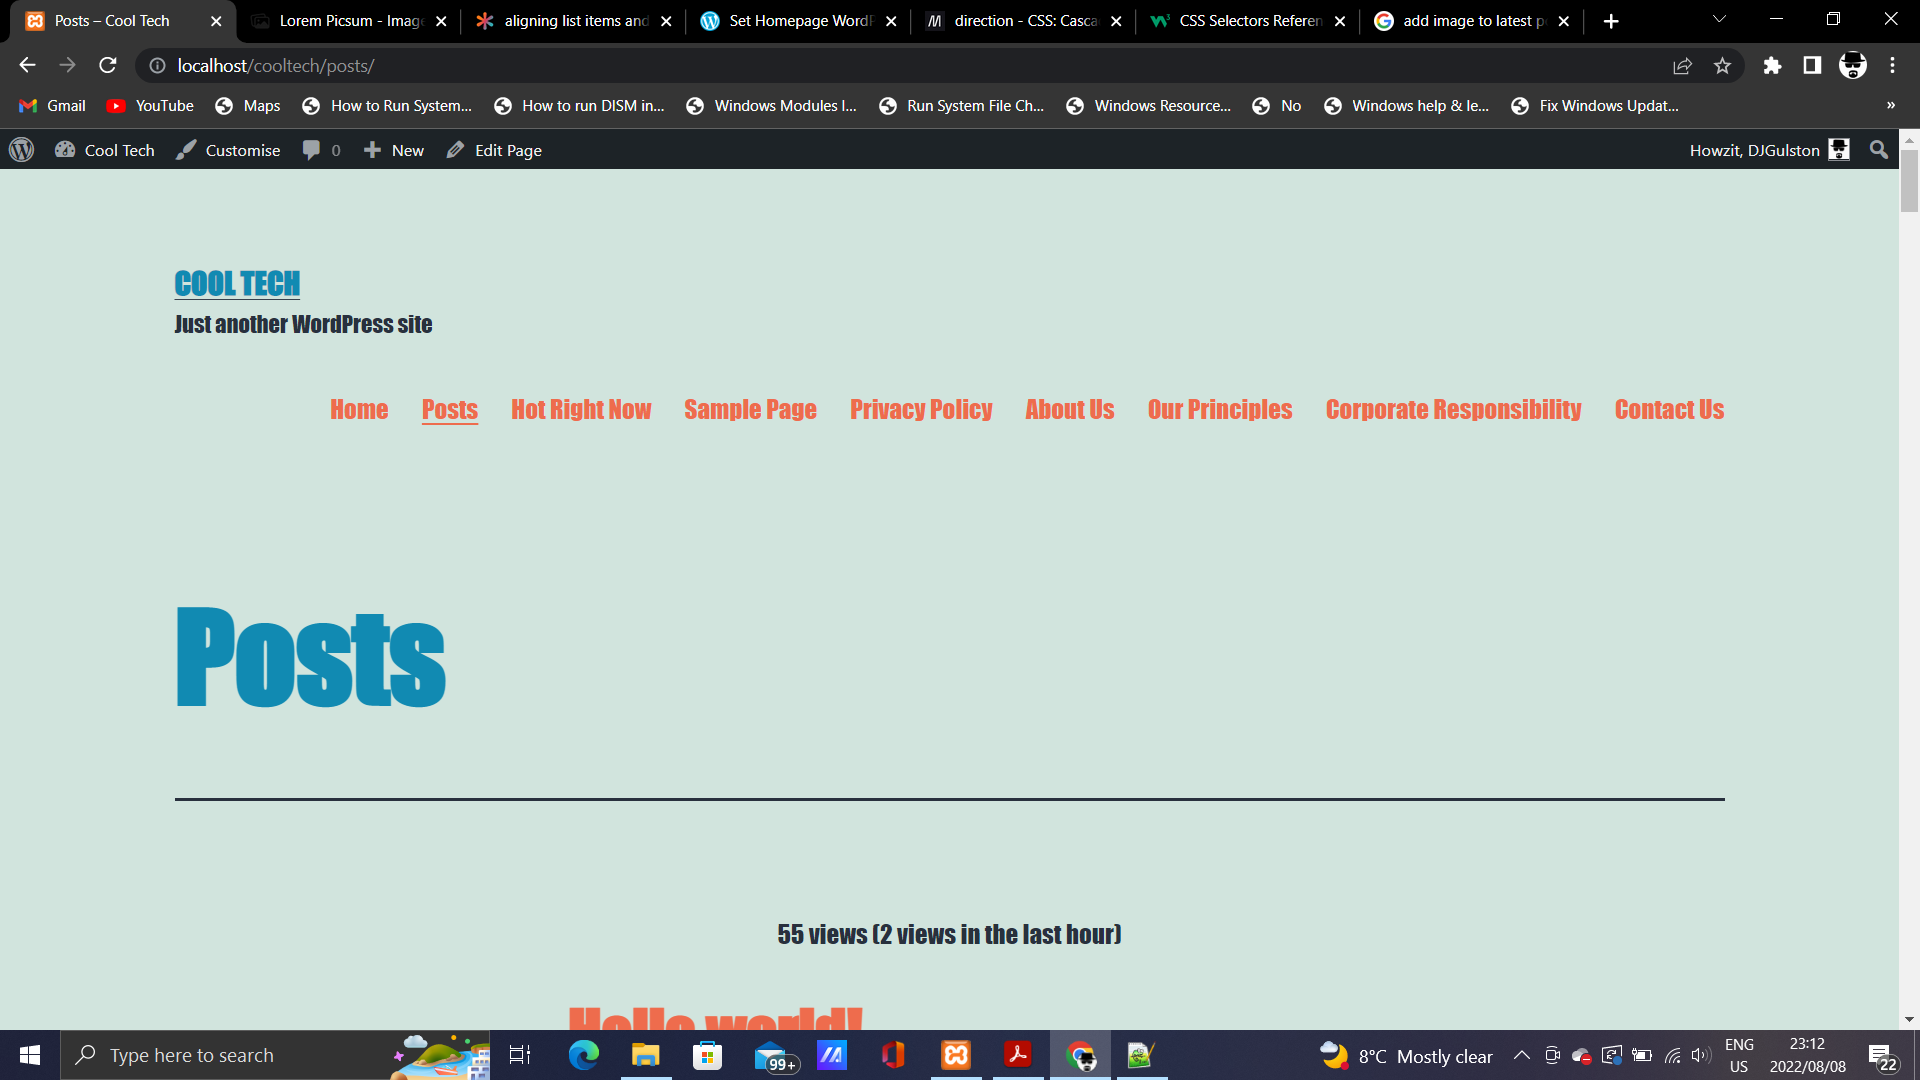 Posts – Cool Tech
Lorem Picsum - Imag
aligning list items and
Set Homepage WordP
direction - CSS: Casca
CSS Selectors Referen
add image to latest p
localhost/cooltech/posts/
Gmail
YouTube
Maps
How to Run System...
How to run DISM in...
Windows Modules I...
Run System File Ch...
Windows Resource...
No
Windows help & le...
Fix Windows Updat...
»
Cool Tech
Customise
0
New
Edit Page
Howzit, DJGulston
COOL TECH
Just another WordPress site
Home
Posts
Hot Right Now
Sample Page
Privacy Policy
About Us
Our Principles
Corporate Responsibility
Contact Us
Posts
55 views (2 views in the last hour)
Hello world!
Type here to search
99+
8°C Mostly clear
ENG
US
23:12
2022/08/08
22